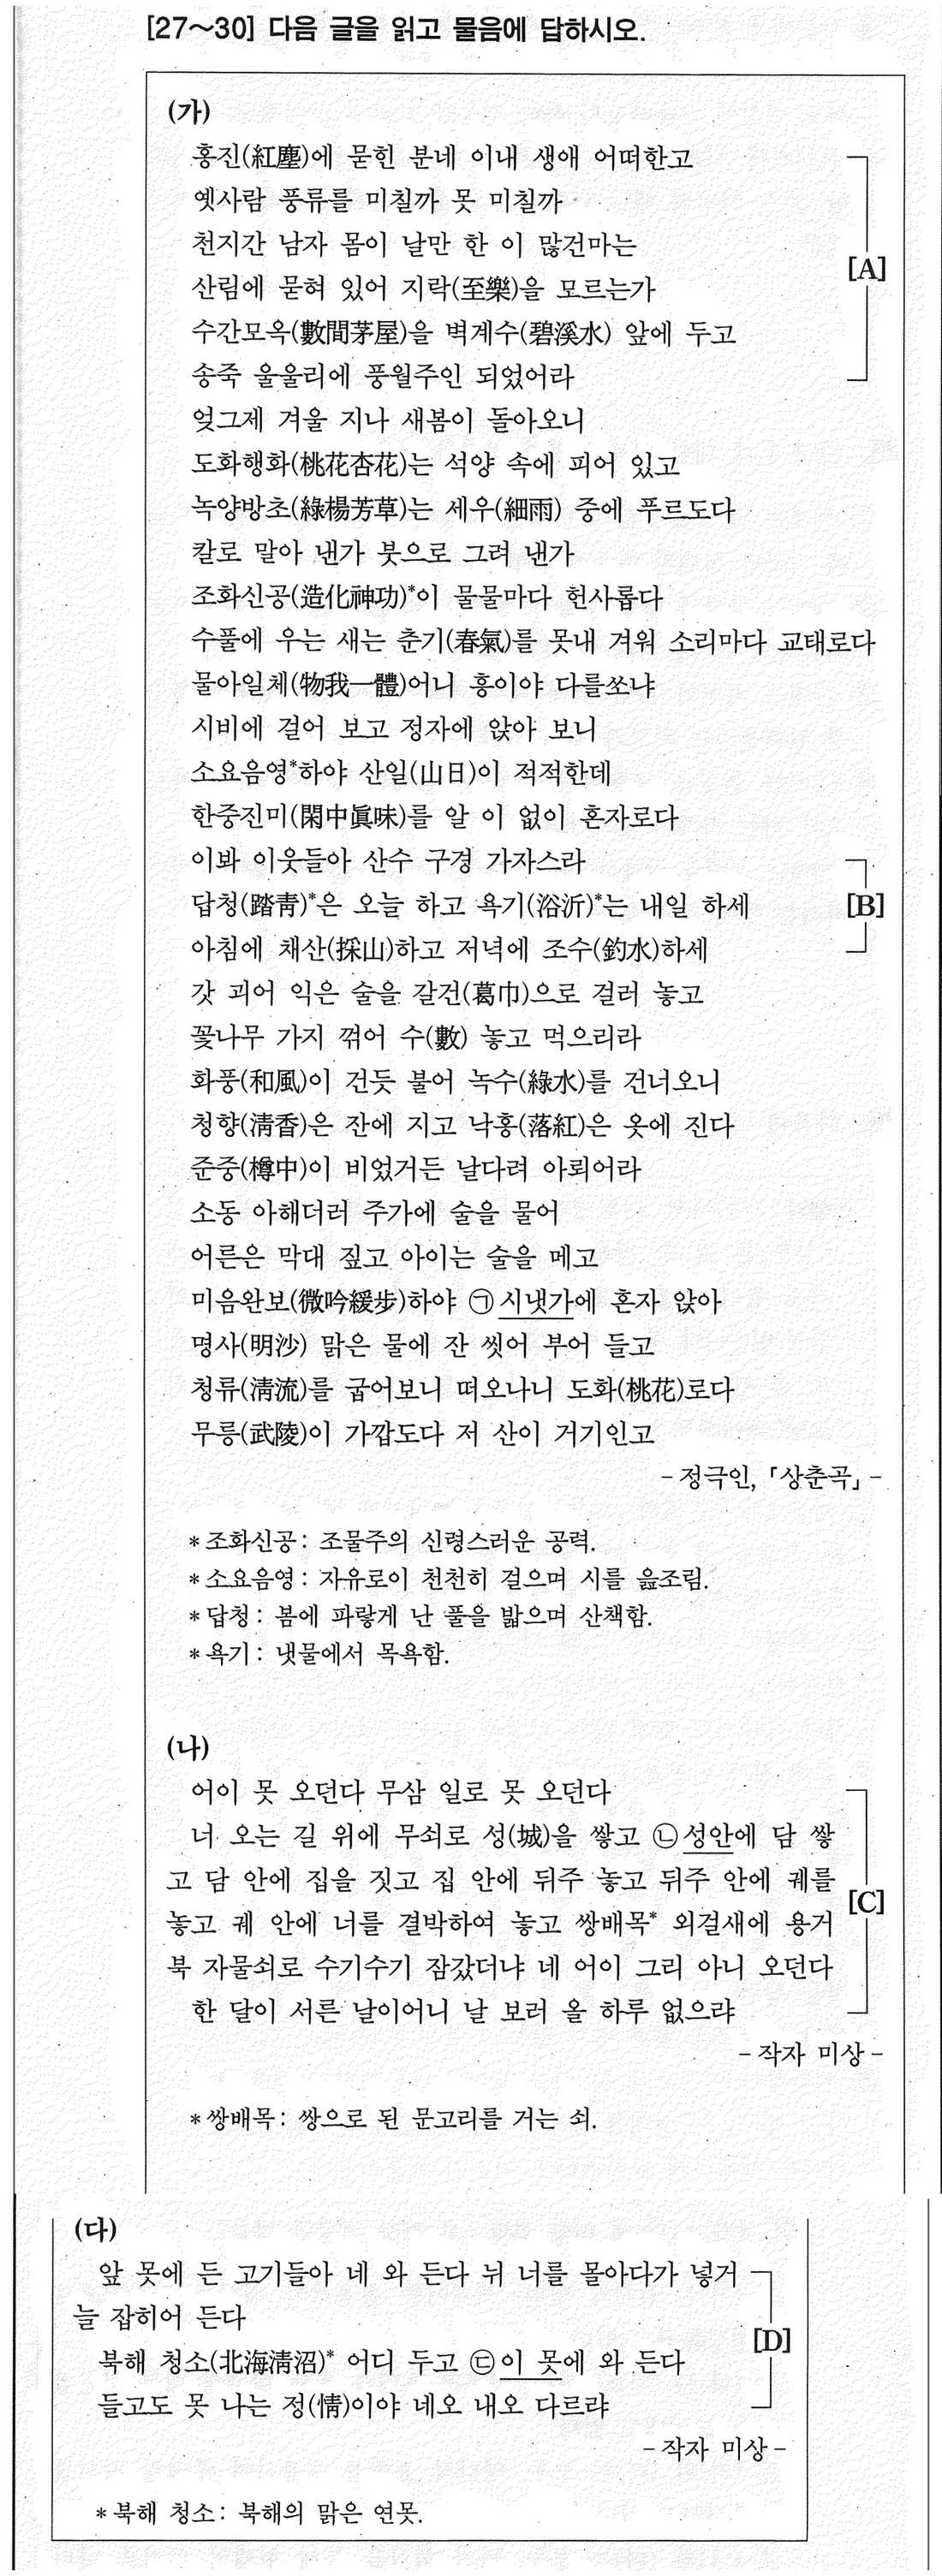 [27~30] 다음 글을 읽고 물음에 답하시오.
(가)
홍진(紅塵)에 묻힌 분네 이내 생애 어떠한고
옛사람 풍류를 미칠까 못 미칠까
천지간 남자 몸이 날만 한 이 많건마는
[A]
산림에 묻혀 있어 지락(至樂)을 모르는가
수간모옥(數間茅屋)을 벽계수(碧溪水) 앞에 두고
송죽 울울리에 풍월주인 되었어라
엊그제 겨울 지나 새봄이 돌아오니
도화행화(桃花杏花)는 석양 속에 피어 있고
녹양방초(綠楊芳草)는 세우(細雨) 중에 푸르도다
칼로 말아 낸가 붓으로 그려 낸가
조화신공(造化神功)*이 물물마다 헌사롭다
수풀에 우는 새는 춘기(春氣)를 못내 겨워 소리마다 교태로다
물아일체(物我一體)어니 흥이야 다를쏘냐
시비에 걸어 보고 정자에 앉아 보니
소요음영*하야 산일(山日)이 적적한데
한중진미(閑中眞味)를 알 이 없이 혼자로다
이봐 이웃들아 산수 구경 가자스라
답청(踏靑)*은 오늘 하고 욕기(浴沂)*는 내일 하세
[B]
아침에 채산(採山)하고 저녁에 조수(釣水)하세
갓 괴어 익은 술을 갈건(葛巾)으로 걸러 놓고
꽃나무 가지 꺾어 수(數) 놓고 먹으리라
화풍(和風)이 건듯 불어 녹수(綠水)를 건너오니
청향(淸香)은 잔에 지고 낙홍(落紅)은 옷에 진다
준중(樽中)이 비었거든 날다려 아뢰어라
소동 아해더러 주가에 술을 물어
어른은 막대 짚고 아이는 술을 메고
미음완보(微吟緩步)하야 ㉠시냇가에 혼자 앉아
명사(明沙) 맑은 물에 잔 씻어 부어 들고
청류(淸流)를 굽어보니 떠오나니 도화(桃花)로다
무릉(武陵)이 가깝도다 저 산이 거기인고
- 정극인, 「상춘곡」 -
* 조화신공 : 조물주의 신령스러운 공력.
* 소요음영 : 자유로이 천천히 걸으며 시를 읊조림.
* 답청 : 봄에 파랗게 난 풀을 밟으며 산책함.
* 욕기 : 냇물에서 목욕함.
(나)
어이 못 오던다 무삼 일로 못 오던다
너 오는 길 위에 무쇠로 성(城)을 쌓고 ㉡성안에 담 쌓
고 담 안에 집을 짓고 집 안에 뒤주 놓고 뒤주 안에 궤를
[C]
놓고 궤 안에 너를 결박하여 놓고 쌍배목* 외걸새에 용거
북 자물쇠로 수기수기 잠갔더냐 네 어이 그리 아니 오던다
한 달이 서른 날이어니 날 보러 올 하루 없으랴
- 작자 미상 -
* 쌍배목 : 쌍으로 된 문고리를 거는 쇠.
(다)
앞 못에 든 고기들아 네 와 든다 뉘 너를 몰아다가 넣거
늘 잡히어 든다
[D]
북해 청소(北海淸沼)* 어디 두고 ㉢이 못에 와 든다
들고도 못 나는 정(情)이야 네오 내오 다르랴
- 작자 미상 -
* 북해 청소 : 북해의 맑은 연못.